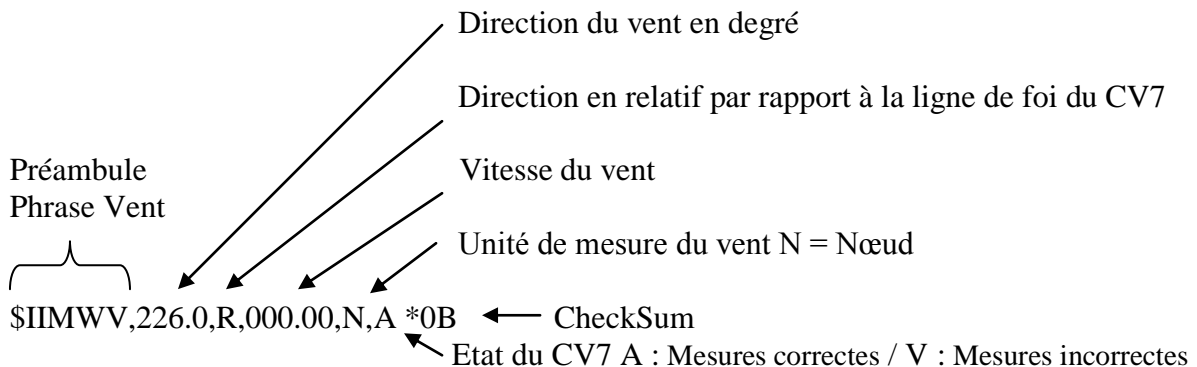 Direction du vent en degré
Direction en relatif par rapport à la ligne de foi du CV7
Préambule
Phrase Vent
Vitesse du vent
Unité de mesure du vent N = Nœud
$IIMWV,226.0,R,000.00,N,A *0B
CheckSum
Etat du CV7 A : Mesures correctes / V : Mesures incorrectes